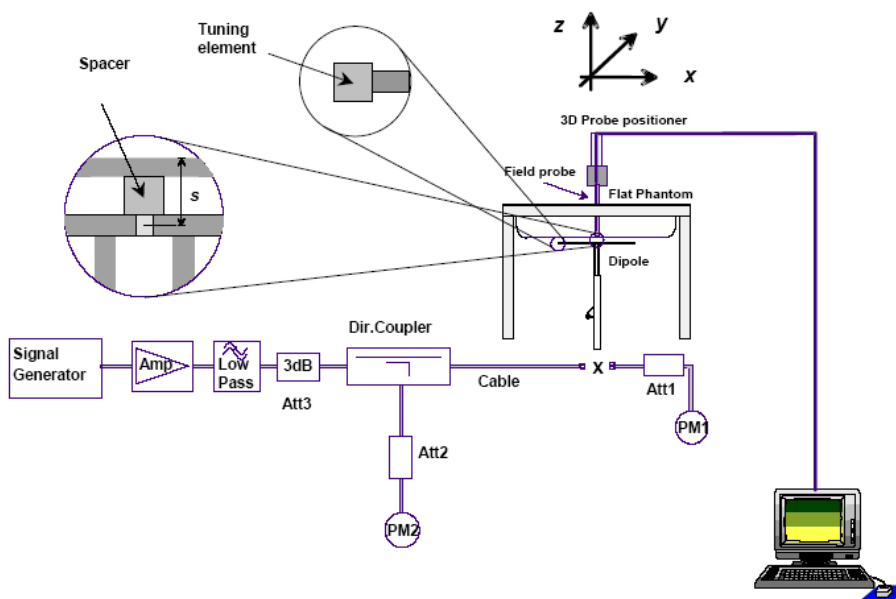 Tuning
element
z
y
x
Spacer
3D Probe positioner
s
Field probe
Flat Phantom
Dipole
Dir.Coupler
Signal
Generator
Amp
Low
Pass
3dB
Att3
Cable
X
Att1
PM1
Att2
PM2